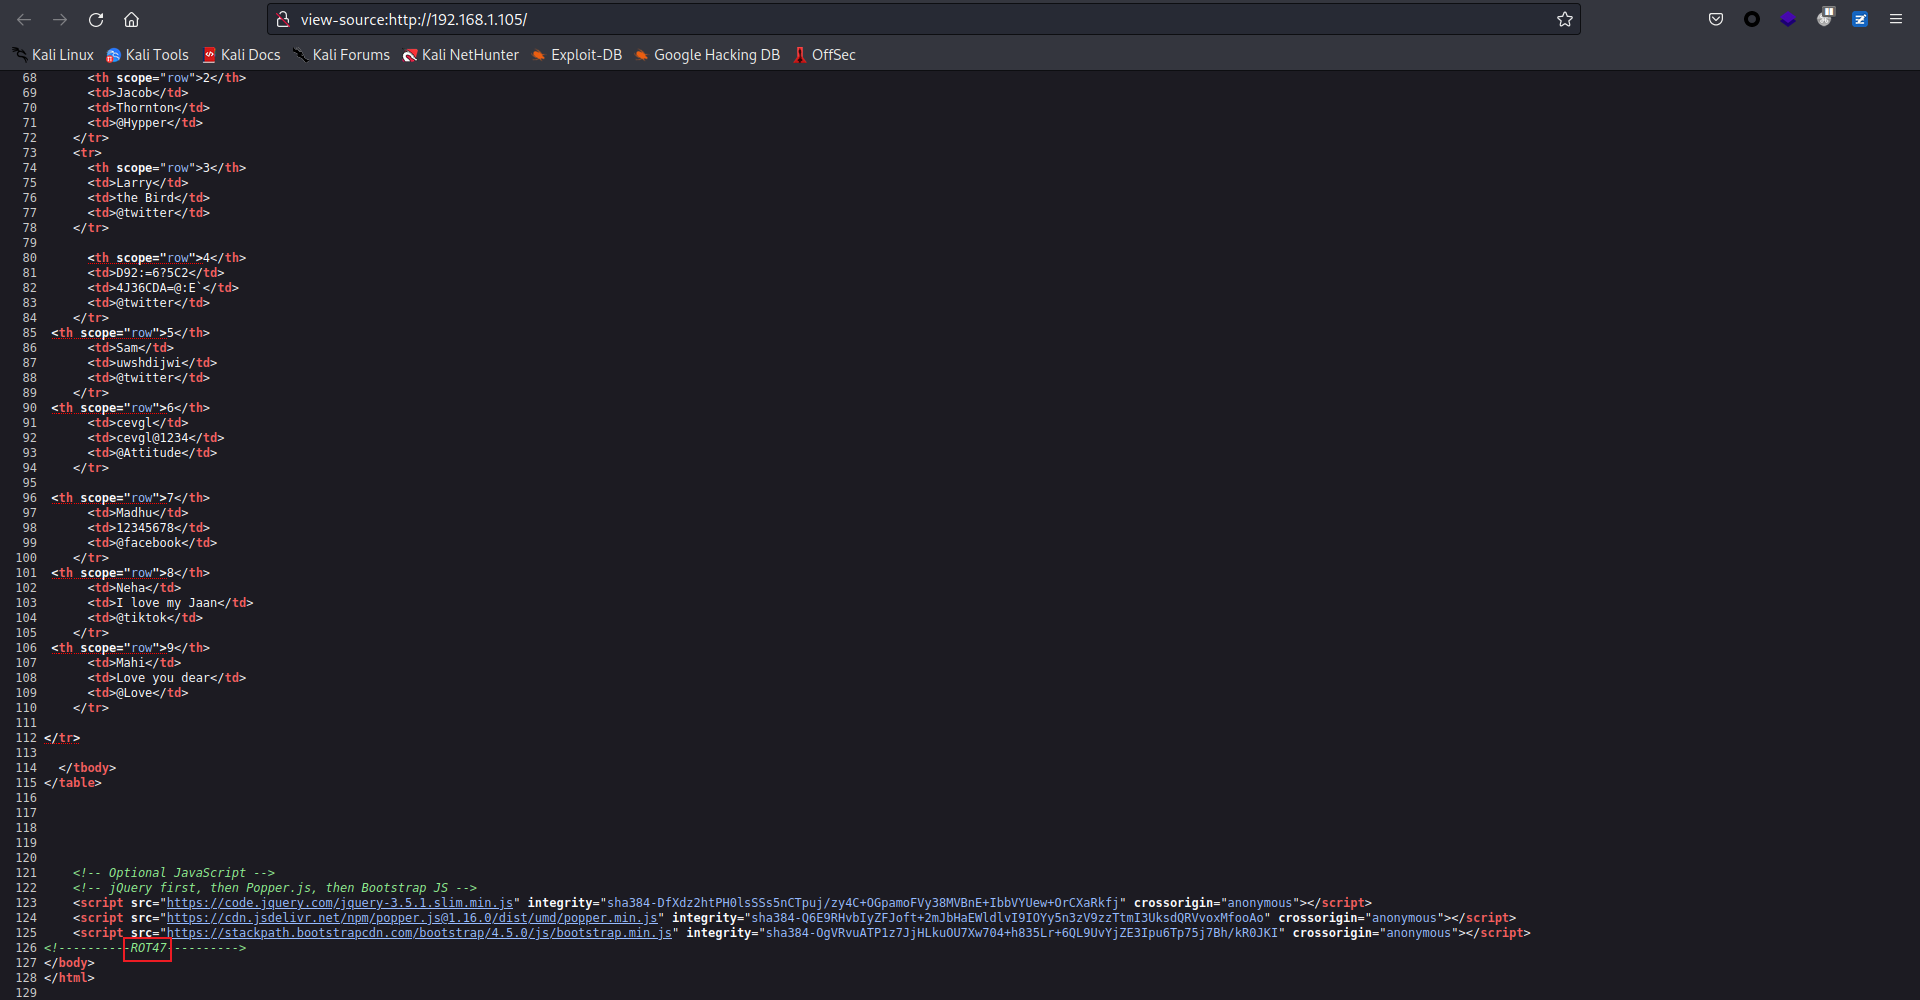 view-source:http://192.168.1.105/
Kali Linux Kali Tools Kali Docs Kali Forums Kali NetHunter Exploit-DB Google Hacking DB OffSec
68 <th scope="row">2</th>
69 <td>Jacob</td>
70 <td>Thornton</td>
71 <td>@Hypper</td>
72 </tr>
73 <tr>
74 <th scope="row">3</th>
75 <td>Larry</td>
76 <td>the Bird</td>
77 <td>@twitter</td>
78 </tr>
79
80 <th scope="row">4</th>
81 <td>D92:=6?5C2</td>
82 <td>4J36CDA=@:E`</td>
83 <td>@twitter</td>
84 </tr>
85 <th scope="row">5</th>
86 <td>Sam</td>
87 <td>uwshdijwi</td>
88 <td>@twitter</td>
89 </tr>
90 <th scope="row">6</th>
91 <td>cevgl</td>
92 <td>cevgl@1234</td>
93 <td>@Attitude</td>
94 </tr>
95
96 <th scope="row">7</th>
97 <td>Madhu</td>
98 <td>12345678</td>
99 <td>@facebook</td>
100 </tr>
101 <th scope="row">8</th>
102 <td>Neha</td>
103 <td>I love my Jaan</td>
104 <td>@tiktok</td>
105 </tr>
106 <th scope="row">9</th>
107 <td>Mahi</td>
108 <td>Love you dear</td>
109 <td>@Love</td>
110 </tr>
111
112 </tr>
113
114 </tbody>
115 </table>
116
117
118
119
120
121 <!-- Optional JavaScript -->
122 <!-- jQuery first, then Popper.js, then Bootstrap JS -->
123 <script src="https://code.jquery.com/jquery-3.5.1.slim.min.js" integrity="sha384-DfXdz2htPH0lsSSs5nCTpuj/zy4C+OGpamoFVy38MVBnE+IbbVYUew+OrCXaRkfj" crossorigin="anonymous"></script>
124 <script src="https://cdn.jsdelivr.net/npm/popper.js@1.16.0/dist/umd/popper.min.js" integrity="sha384-Q6E9RHvbIyZFJoft+2mJbHaEWldlvI9IOYy5n3zV9zzTtmI3UksdQRVvoxMfooAo" crossorigin="anonymous"></script>
125 <script src="https://stackpath.bootstrapcdn.com/bootstrap/4.5.0/js/bootstrap.min.js" integrity="sha384-OgVRvuATP1z7JjHLkuOU7Xw704+h835Lr+6QL9UvYjZE3Ipu6Tp75j7Bh/kR0JKI" crossorigin="anonymous"></script>
126 <!----------ROT47---------->
127 </body>
128 </html>
129